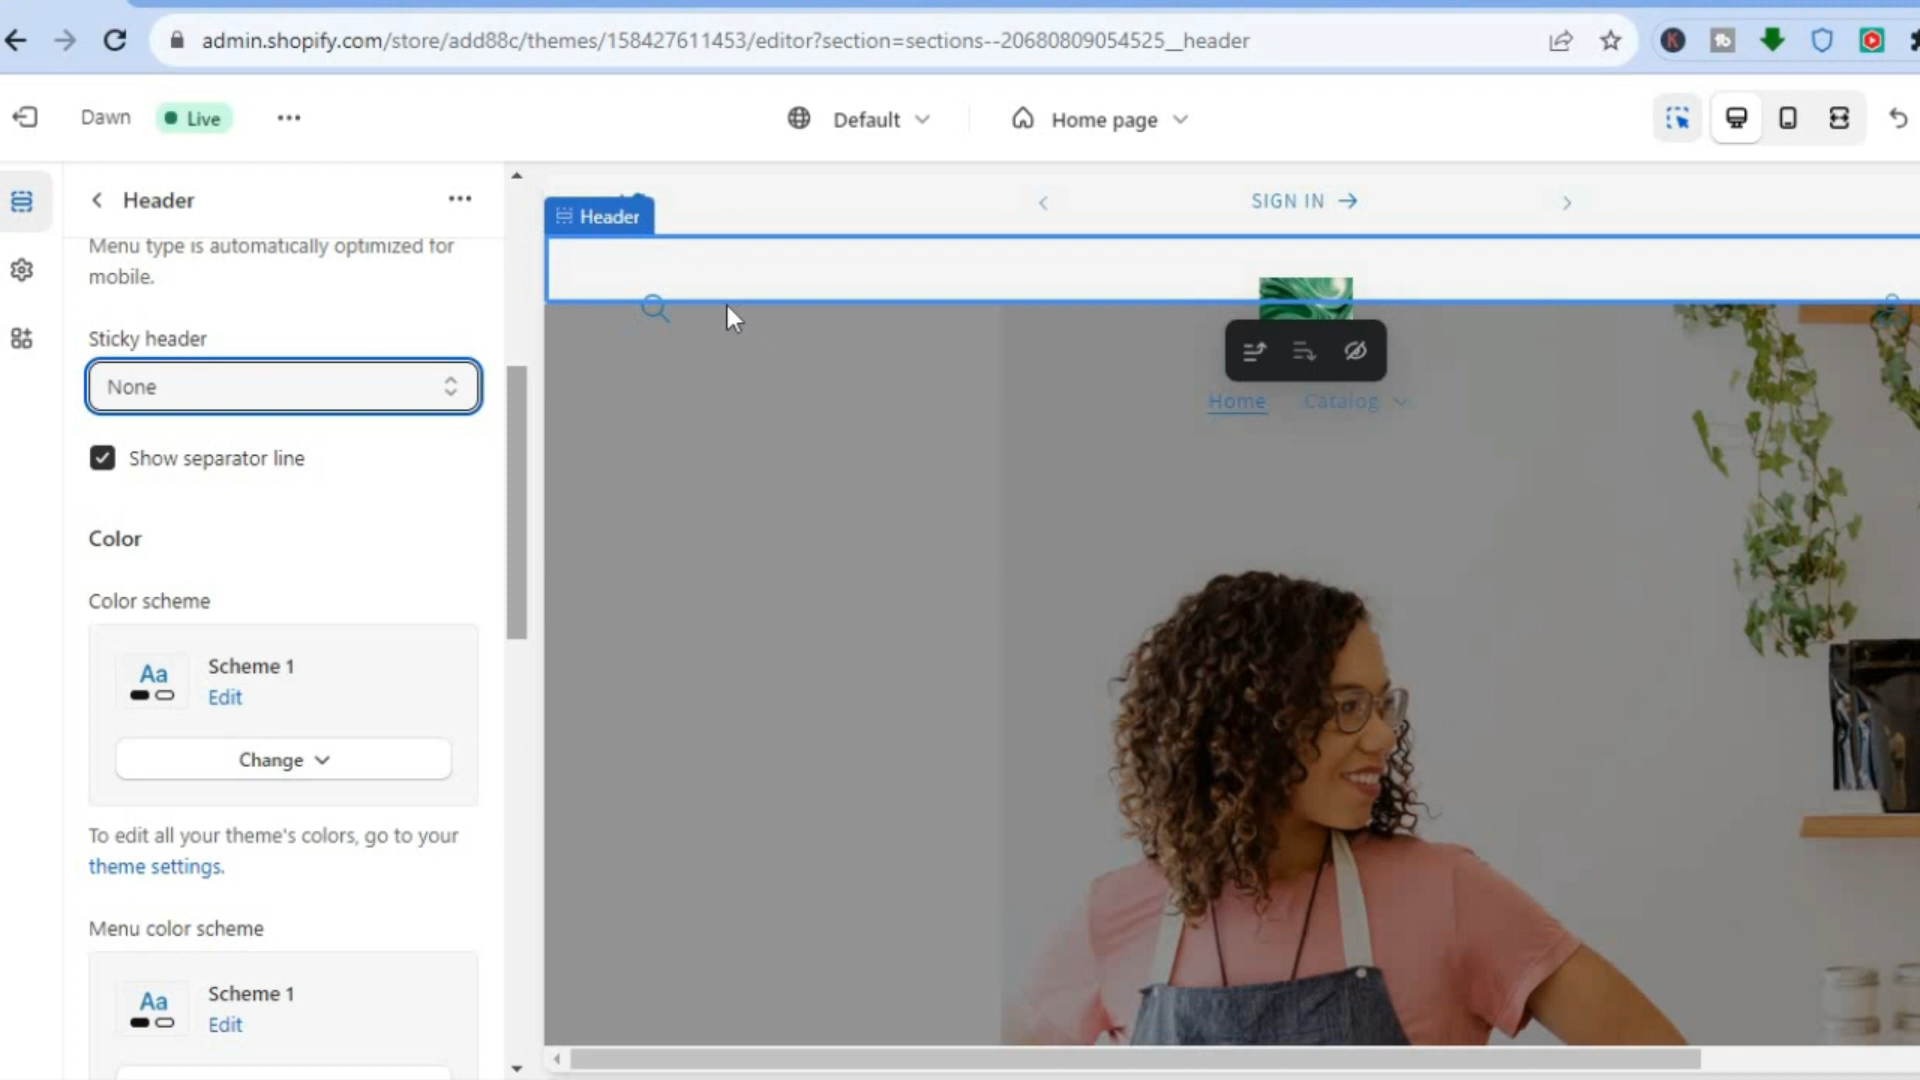 admin.shopify.com/store/add88c/themes/158427611453/editor?section=sections--20680809054525__header
Dawn
Live
Default
Home page
Header
Menu type is automatically optimized for
mobile.
Sticky header
None
Show separator line
Color
Color scheme
Aa
Scheme 1
Edit
Change
To edit all your theme's colors, go to your
theme settings.
Menu color scheme
Aa
Scheme 1
Edit
SIGN IN
Header
Home
Catalog